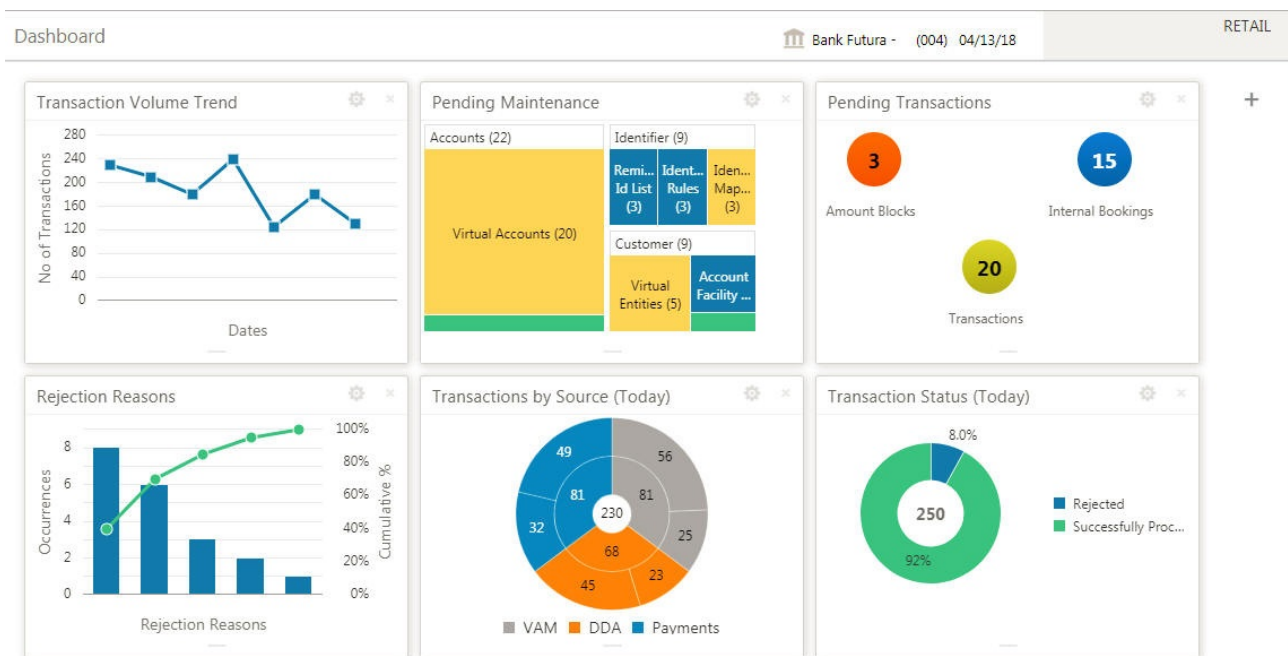 Dashboard
Bank Futura - (004) 04/13/18
RETAIL
Transaction Volume Trend
280
240
200
160
120
80
40
0
No of Transactions
Dates
Pending Maintenance
Accounts (22)
Virtual Accounts (20)
Identifier (9)
Remi...
Id List
(3)
Ident...
Rules
(3)
Iden...
Map...
(3)
Customer (9)
Virtual
Entities (5)
Account
Facility ...
Pending Transactions
3
Amount Blocks
15
Internal Bookings
20
Transactions
+
Rejection Reasons
8
6
4
2
0
Occurrences
100%
80%
60%
40%
20%
0%
Cumulative %
Rejection Reasons
Transactions by Source (Today)
49
56
81
81
230
32
25
68
45
23
VAM
DDA
Payments
Transaction Status (Today)
8.0%
250
92%
Rejected
Successfully Proc...